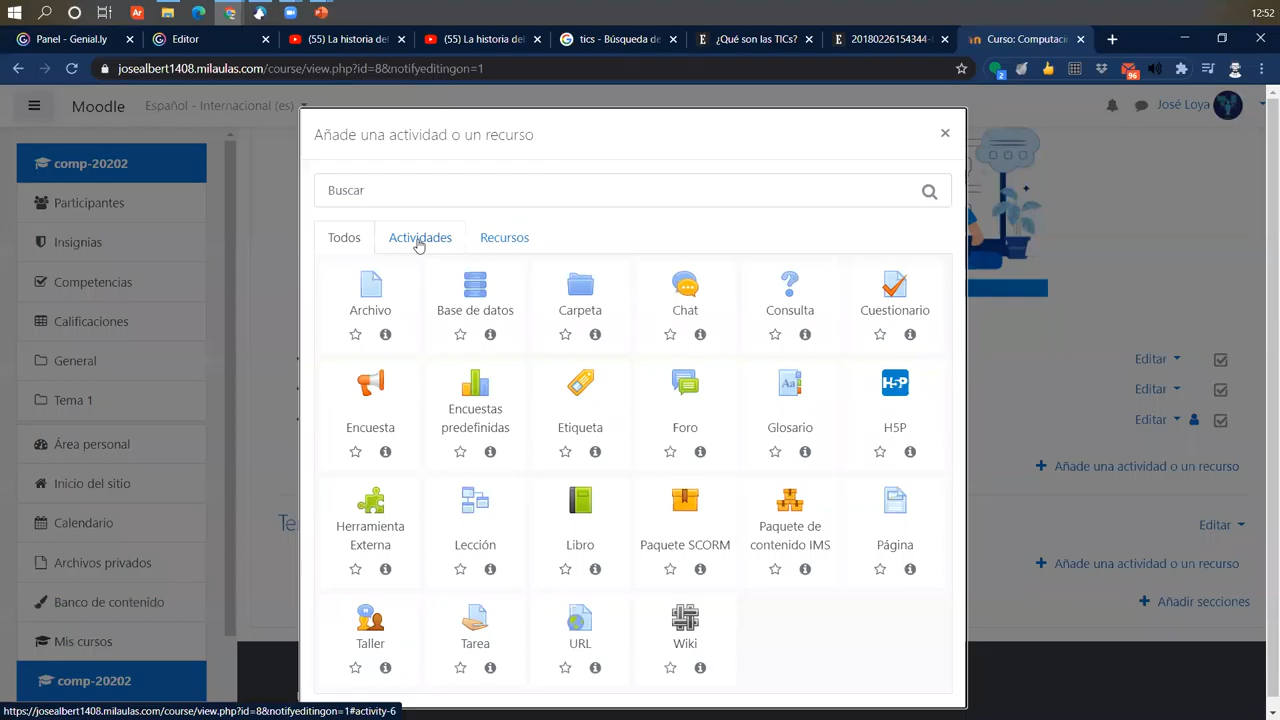 12:52
Panel - Genial.ly
Editor
(55) La historia del
(55) La historia del
tics - Búsqueda de
¿Qué son las TICs?
20180226154344-
Curso: Computaci
josealbert1408.milaulas.com/course/view.php?id=8&notifyeditingon=1
2
96
Moodle
Español - Internacional (es)
José Loya
Añade una actividad o un recurso
comp-20202
Buscar
Participantes
Todos
Actividades
Recursos
Insignias
Competencias
Archivo
Base de datos
Carpeta
Chat
Consulta
Cuestionario
Calificaciones
General
Editar
Editar
Tema 1
Encuesta
Encuestas predefinidas
Etiqueta
Foro
Glosario
H5P
Editar
Área personal
Añade una actividad o un recurso
Inicio del sitio
Calendario
Te
Editar
Herramienta Externa
Lección
Libro
Paquete SCORM
Paquete de contenido IMS
Página
Archivos privados
Añade una actividad o un recurso
Banco de contenido
Añadir secciones
Mis cursos
Taller
Tarea
URL
Wiki
comp-20202
https://josealbert1408.milaulas.com/course/view.php?id=8&notifyeditingon=1#activity-6